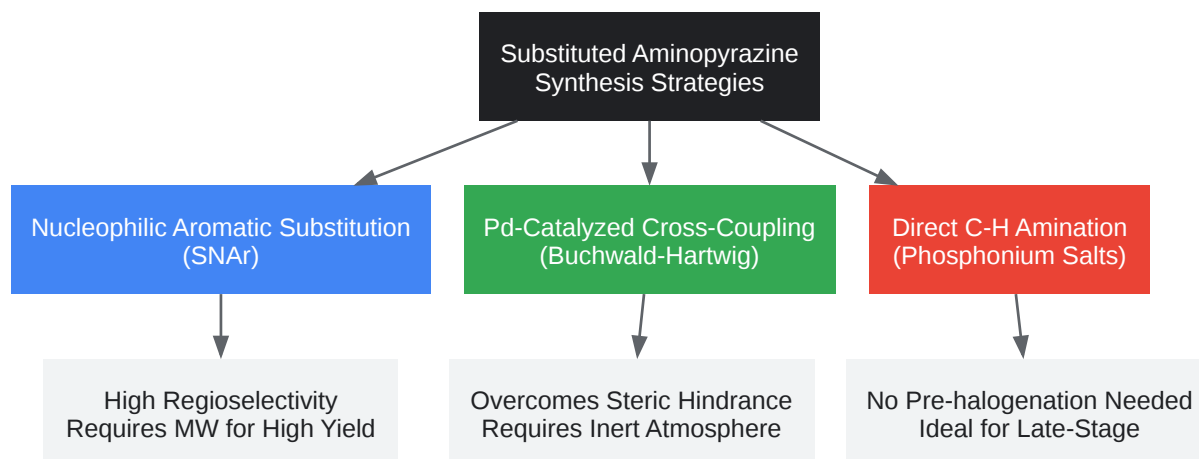 Substituted Aminopyrazine
Synthesis Strategies
Nucleophilic Aromatic Substitution
(SNAr)
Pd-Catalyzed Cross-Coupling
(Buchwald-Hartwig)
Direct C-H Amination
(Phosphonium Salts)
High Regioselectivity
Requires MW for High Yield
Overcomes Steric Hindrance
Requires Inert Atmosphere
No Pre-halogenation Needed
Ideal for Late-Stage